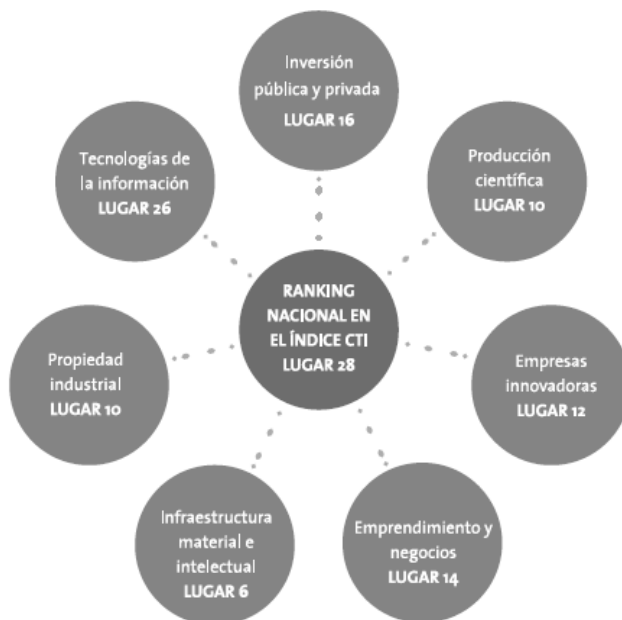 Inversión
pública y privada
LUGAR 16
Tecnologías de
la información
LUGAR 26
Producción
científica
LUGAR 10
RANKING
NACIONAL EN
EL ÍNDICE CTI
LUGAR 28
Propiedad
industrial
LUGAR 10
Empresas
innovadoras
LUGAR 12
Infraestructura
material e
intelectual
LUGAR 6
Emprendimiento y
negocios
LUGAR 14